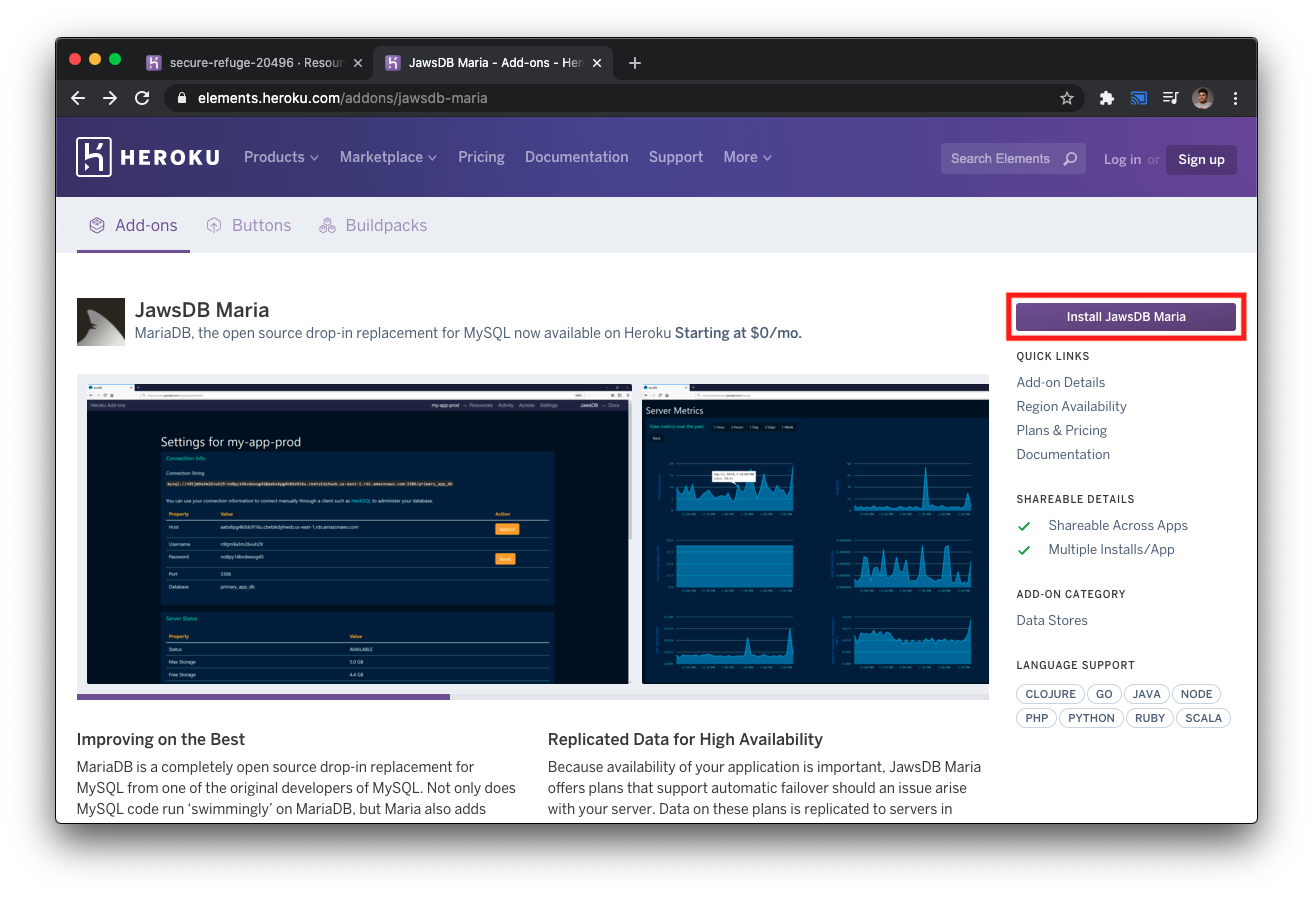 secure-refuge-20496 · Resour
JawsDB Maria - Add-ons - Her
elements.heroku.com/addons/jawsdb-maria
HEROKU
Products
Marketplace
Pricing
Documentation
Support
More
Search Elements
Log in or
Sign up
Add-ons
Buttons
Buildpacks
JawsDB Maria
MariaDB, the open source drop-in replacement for MySQL now available on Heroku Starting at $0/mo.
Install JawsDB Maria
QUICK LINKS
Add-on Details
Region Availability
Plans & Pricing
Documentation
SHAREABLE DETAILS
Shareable Across Apps
Multiple Installs/App
ADD-ON CATEGORY
Data Stores
LANGUAGE SUPPORT
CLOJURE GO JAVA NODE
PHP PYTHON RUBY SCALA
Heroku Add-ons
my-app-prod → Resources Activity Access Settings
JawsDB → Docs
Settings for my-app-prod
Connection Info
Connection String
You can use your connection information to connect manually through a client such as HeidiSQL to administer your database.
Property Value Action
Host
Username
Password
Reset
Port 3306
Database primary_app_db
Server Status
Property Value
Status AVAILABLE
Max Storage 5.0 GB
Free Storage 4.4 GB
Server Metrics
View metrics over the past
1 Hour 3 Hours 1 Day 3 Days 1 Week
Improving on the Best
MariaDB is a completely open source drop-in replacement for
MySQL from one of the original developers of MySQL. Not only does
MySQL code run ‘swimmingly’ on MariaDB, but Maria also adds
Replicated Data for High Availability
Because availability of your application is important, JawsDB Maria
offers plans that support automatic failover should an issue arise
with your server. Data on these plans is replicated to servers in